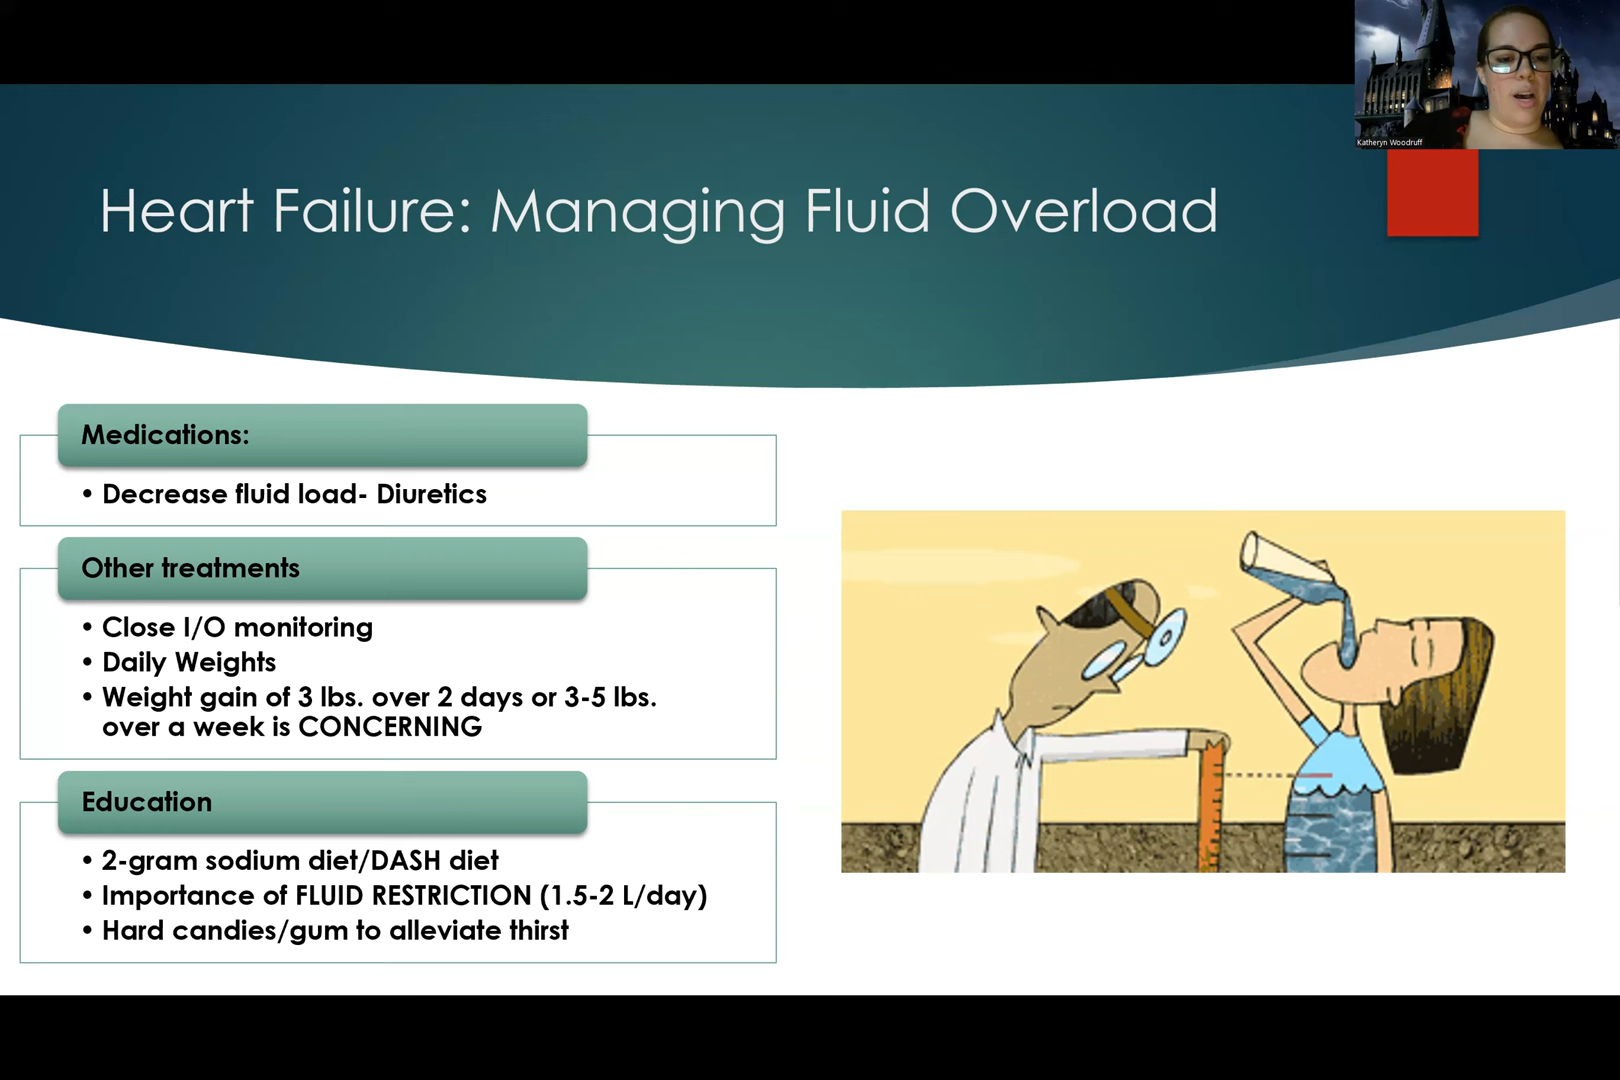 Katheryn Woodruff
Heart Failure: Managing Fluid Overload
Medications:
• Decrease fluid load- Diuretics
Other treatments
• Close I/O monitoring
• Daily Weights
• Weight gain of 3 lbs. over 2 days or 3-5 lbs.
over a week is CONCERNING
Education
• 2-gram sodium diet/DASH diet
• Importance of FLUID RESTRICTION (1.5-2 L/day)
• Hard candies/gum to alleviate thirst